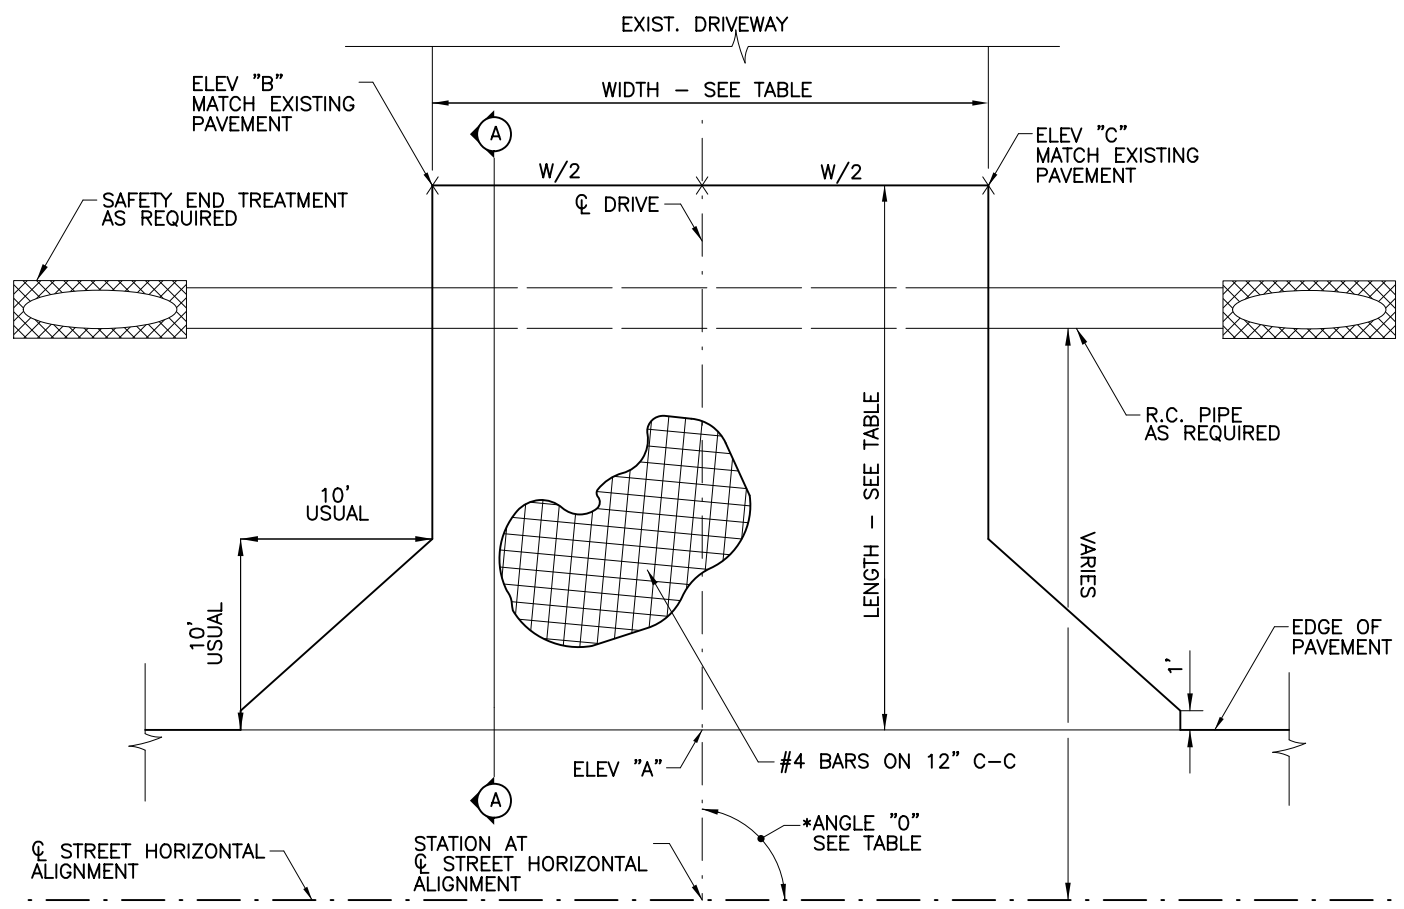 EXIST. DRIVEWAY
ELEV "B"
MATCH EXISTING
PAVEMENT
WIDTH - SEE TABLE
A
ELEV "C"
MATCH EXISTING
PAVEMENT
W/2
W/2
SAFETY END TREATMENT
AS REQUIRED
℄ DRIVE
R.C. PIPE
AS REQUIRED
LENGTH - SEE TABLE
10'
USUAL
VARIES
10'
USUAL
EDGE OF
PAVEMENT
1'
ELEV "A"
#4 BARS ON 12" C-C
A
*ANGLE "O"
SEE TABLE
STATION AT
℄ STREET HORIZONTAL
ALIGNMENT
℄ STREET HORIZONTAL
ALIGNMENT